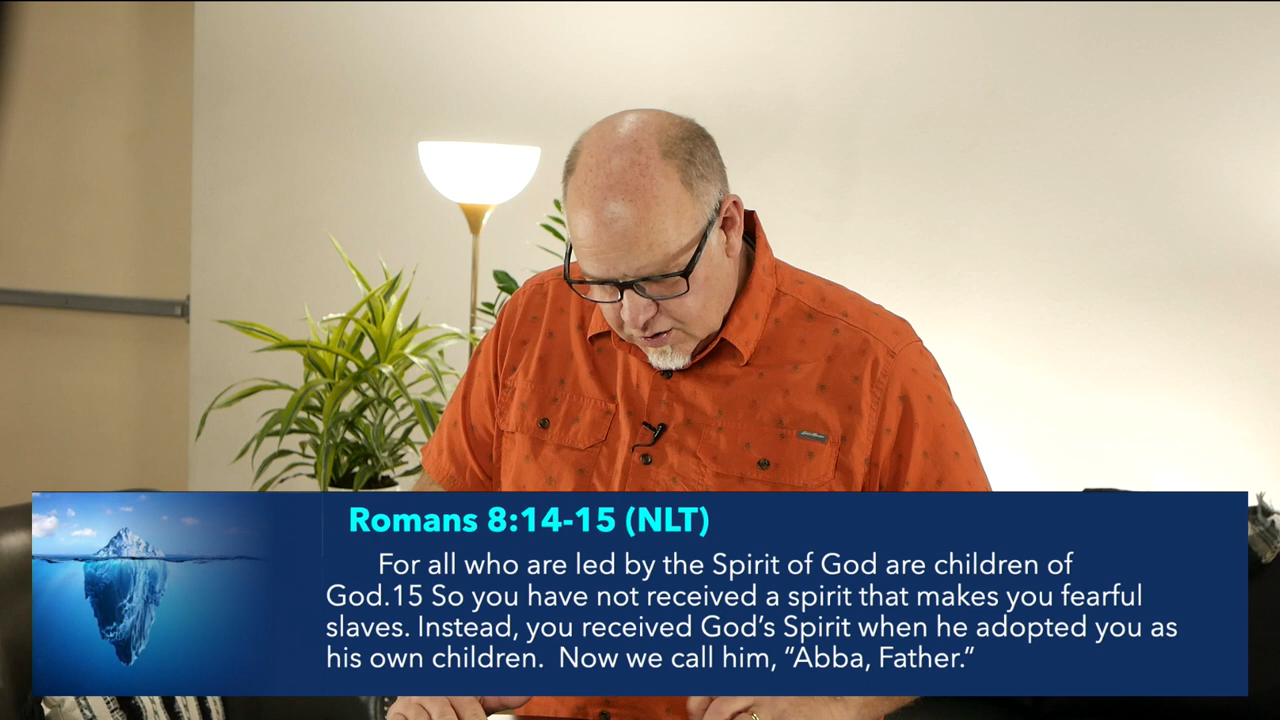 Romans 8:14-15 (NLT)
For all who are led by the Spirit of God are children of
God.15 So you have not received a spirit that makes you fearful
slaves. Instead, you received God’s Spirit when he adopted you as
his own children.  Now we call him, “Abba, Father.”